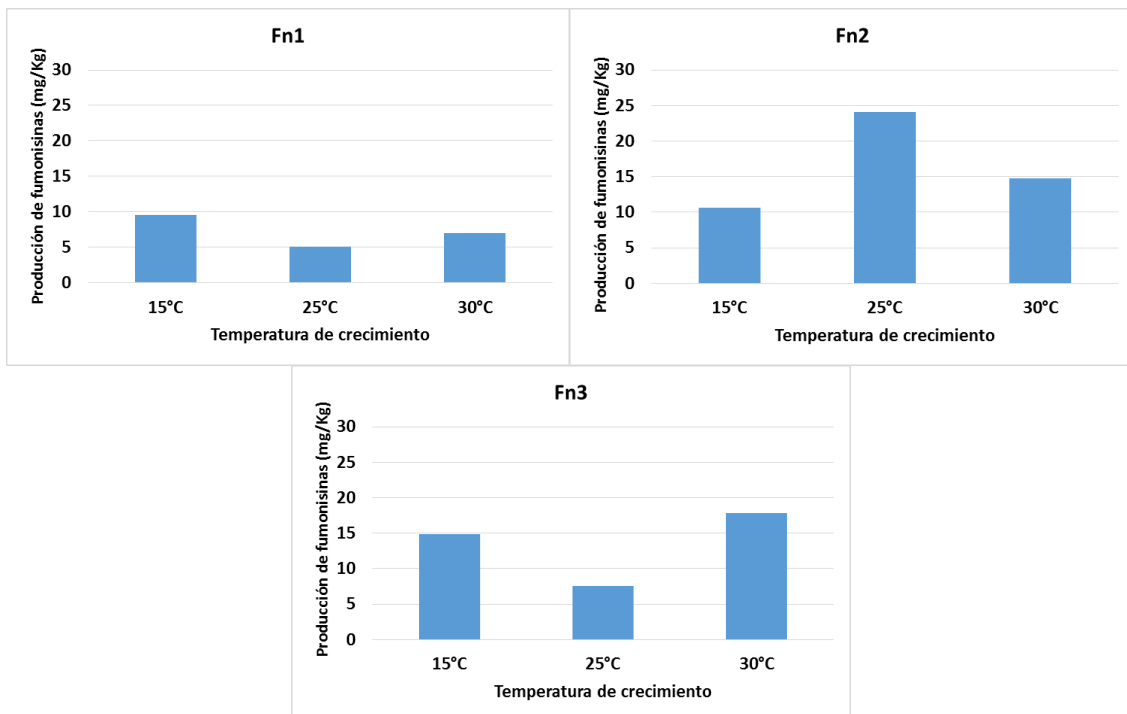 Fn1
Producción de fumonisinas (mg/Kg)
30
25
20
15
10
5
0
15°C 25°C 30°C
Temperatura de crecimiento
Fn2
Producción de fumonisinas (mg/Kg)
30
25
20
15
10
5
0
15°C 25°C 30°C
Temperatura de crecimiento
Fn3
Producción de fumonisinas (mg/Kg)
30
25
20
15
10
5
0
15°C 25°C 30°C
Temperatura de crecimiento